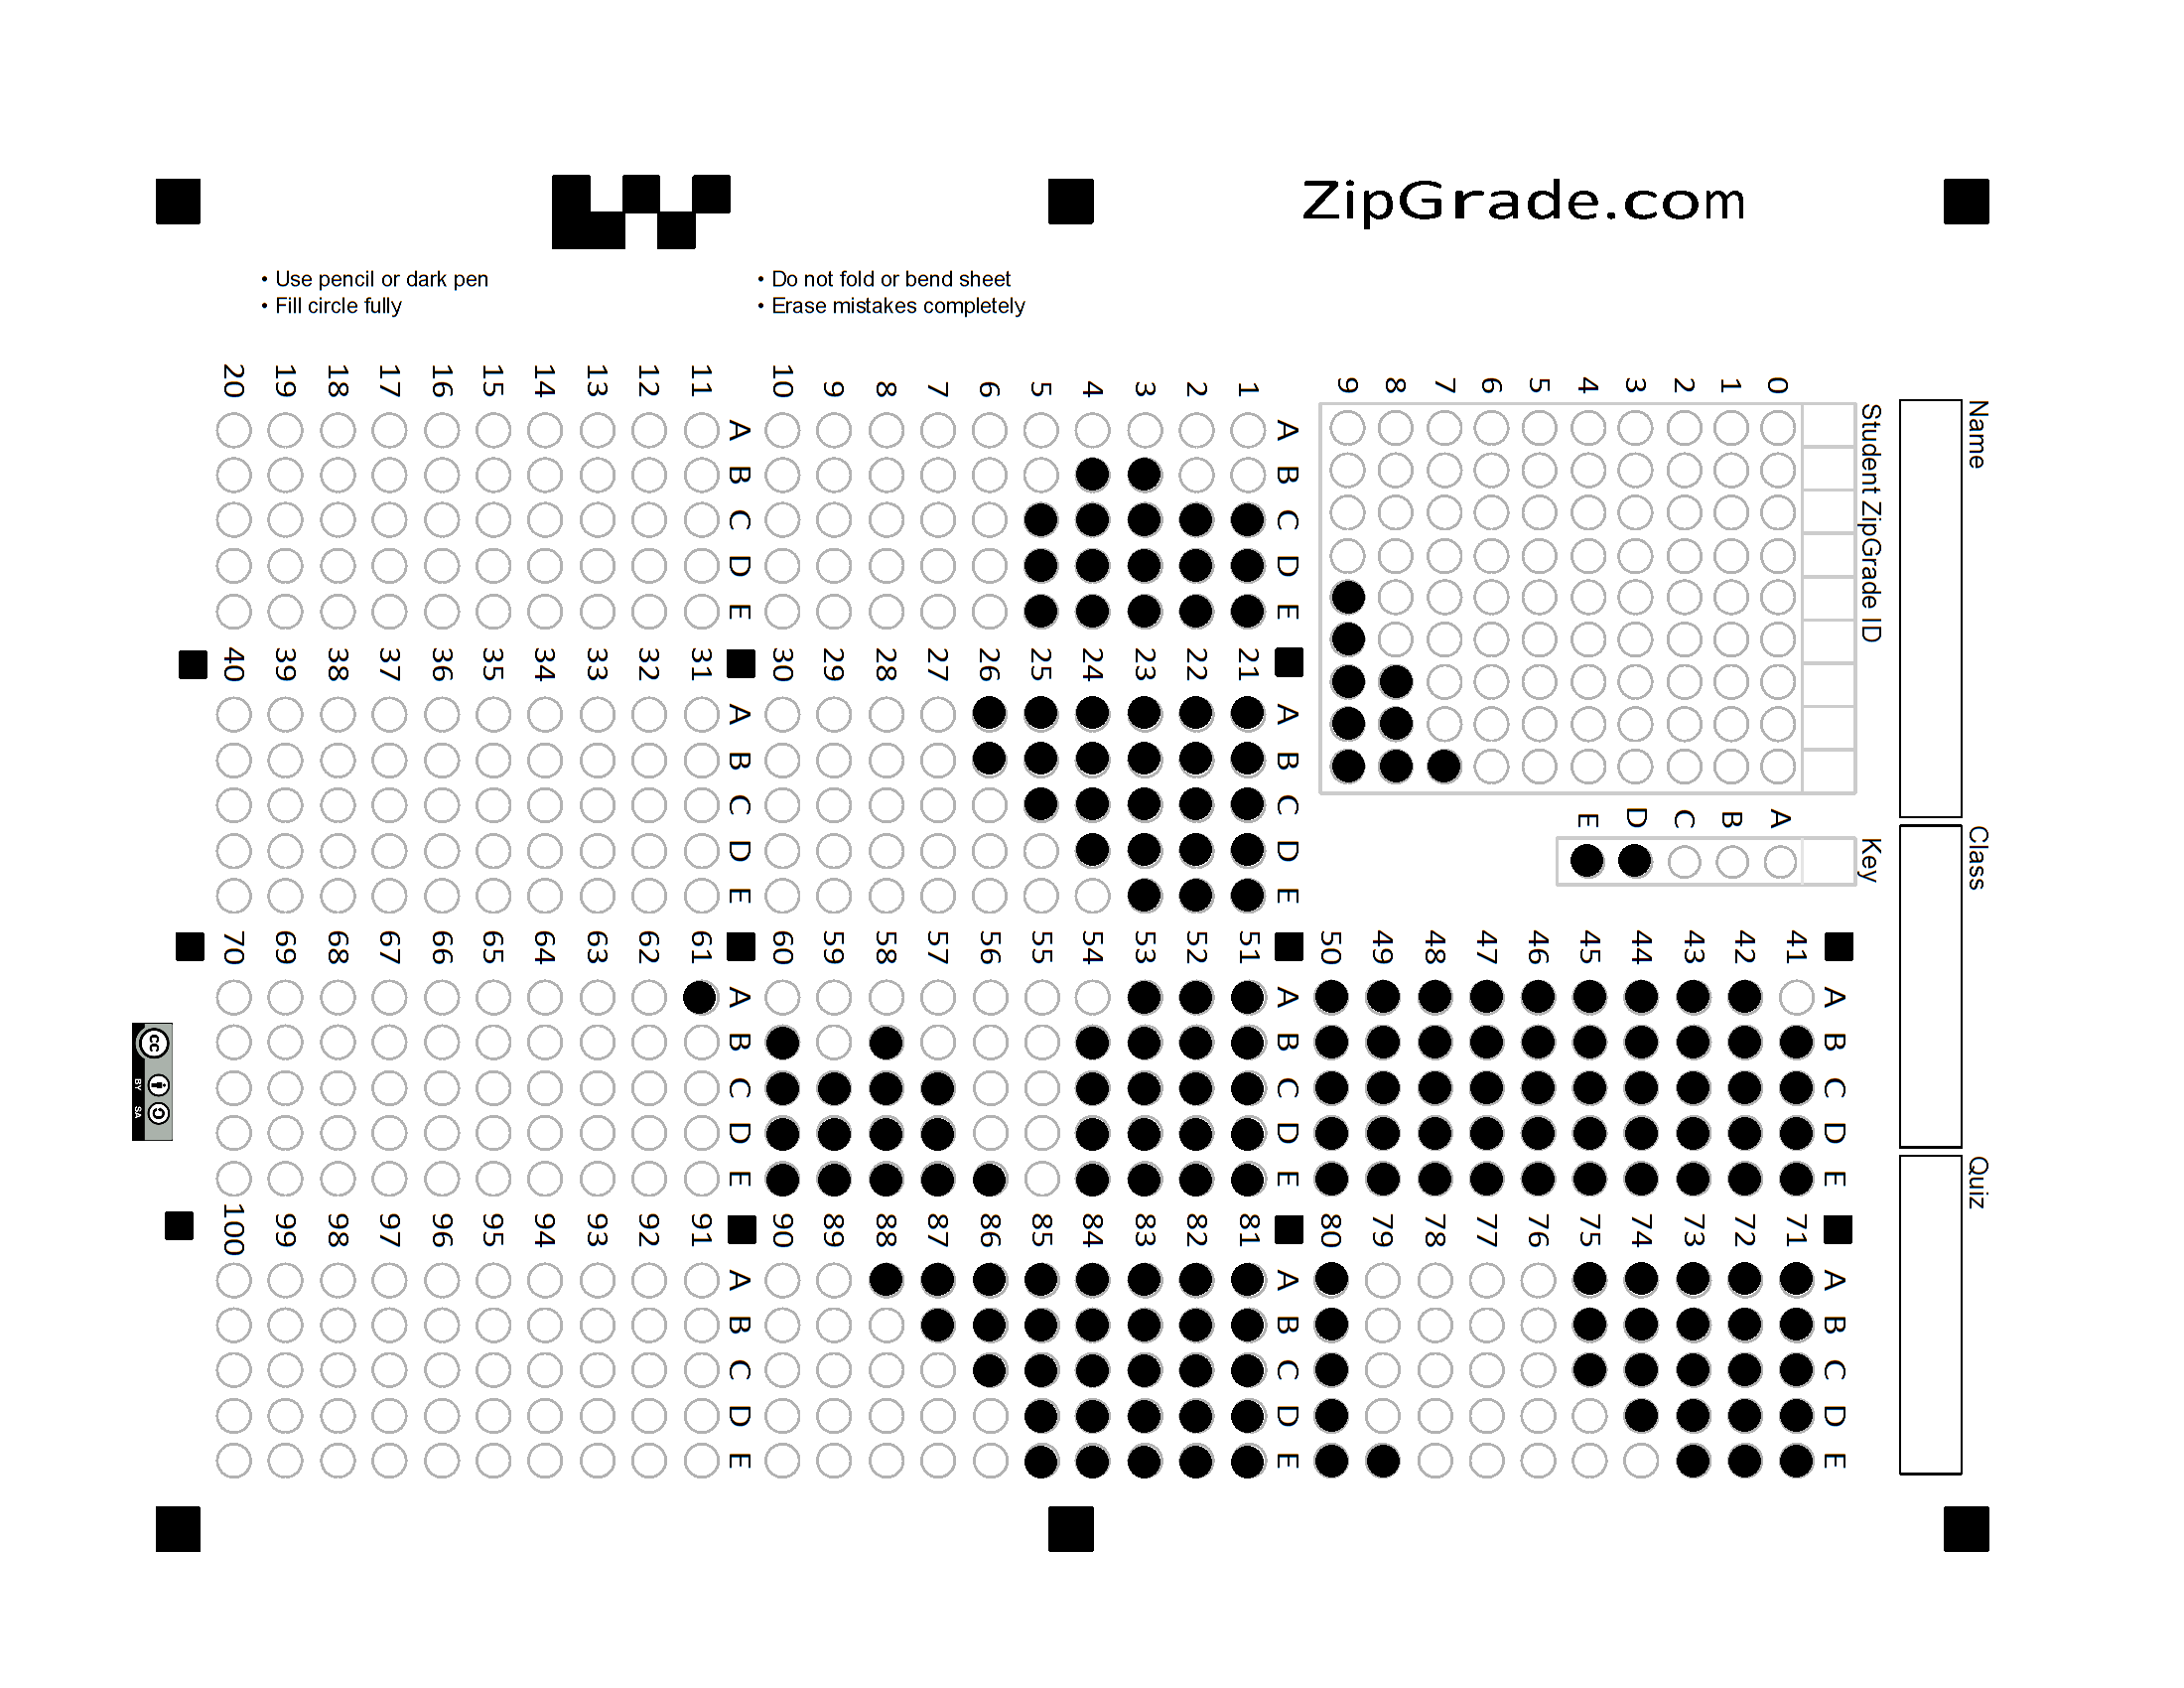 ZipGrade.com
• Use pencil or dark pen
• Fill circle fully
• Do not fold or bend sheet
• Erase mistakes completely
Name
Class
Quiz
Student ZipGrade ID
0 1 2 3 4 5 6 7 8 9
Key
A B C D E
A B C D E
1 2 3 4 5 6 7 8 9 10
A B C D E
11 12 13 14 15 16 17 18 19 20
A B C D E
21 22 23 24 25 26 27 28 29 30
A B C D E
31 32 33 34 35 36 37 38 39 40
A B C D E
41 42 43 44 45 46 47 48 49 50
A B C D E
51 52 53 54 55 56 57 58 59 60
A B C D E
61 62 63 64 65 66 67 68 69 70
A B C D E
71 72 73 74 75 76 77 78 79 80
A B C D E
81 82 83 84 85 86 87 88 89 90
A B C D E
91 92 93 94 95 96 97 98 99 100
cc
BY SA